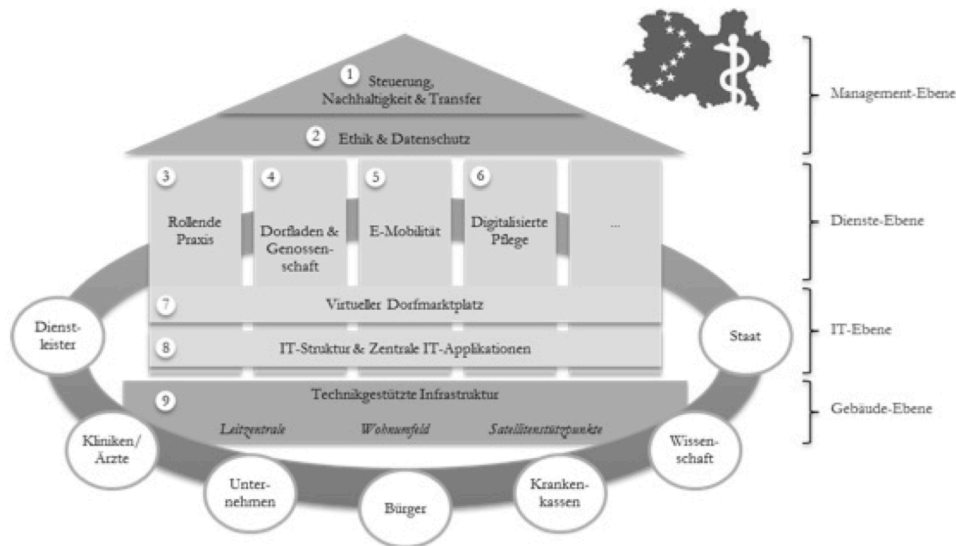 1
Steuerung,
Nachhaltigkeit & Transfer
2
Ethik & Datenschutz
Management-Ebene
3
Rollende
Praxis
4
Dorfladen &
Genossen-
schaft
5
E-Mobilität
6
Digitalisierte
Pflege
...
Dienste-Ebene
7
Virtueller Dorfmarktplatz
8
IT-Struktur & Zentrale IT-Applikationen
IT-Ebene
9
Technikgestützte Infrastruktur
Leitzentrale
Wohnumfeld
Satellitenstützpunkte
Gebäude-Ebene
Dienst-
leister
Kliniken/
Ärzte
Unter-
nehmen
Bürger
Kranken-
kassen
Wissen-
schaft
Staat